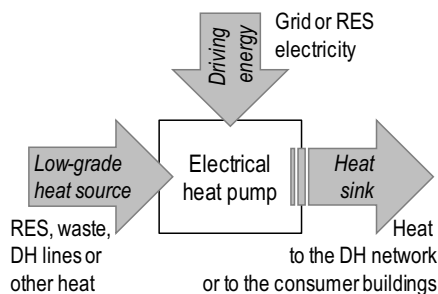 Driving
energy
Grid or RES
electricity
Low-grade
heat source
Electrical
heat pump
Heat
sink
RES, waste,
DH lines or
other heat
Heat
to the DH network
or to the consumer buildings